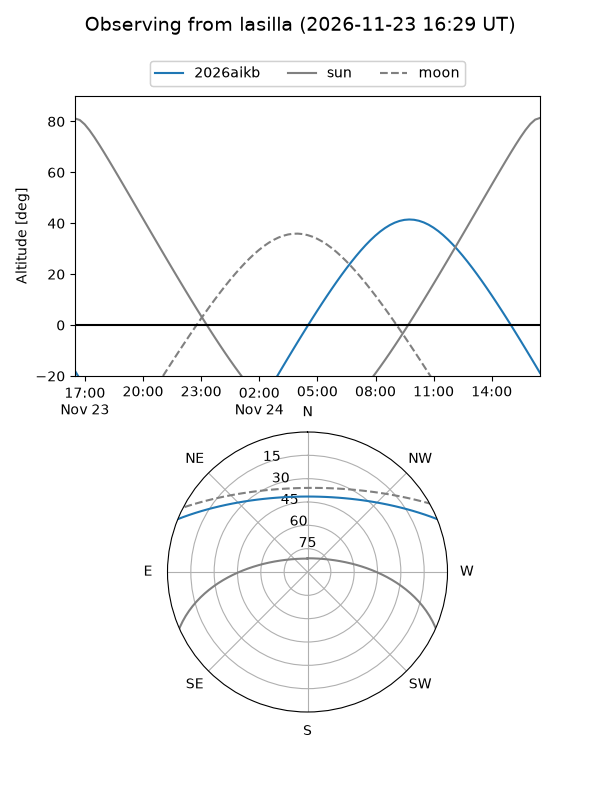 Observing from lasilla (2026-11-23 16:29 UT)
2026aikb sun moon
Altitude [deg]
80
60
40
20
0
−20
17:00 20:00 23:00 02:00 05:00 08:00 11:00 14:00
Nov 23 Nov 24
N
NE NW
15
30
45
60
75
E W
SE SW
S